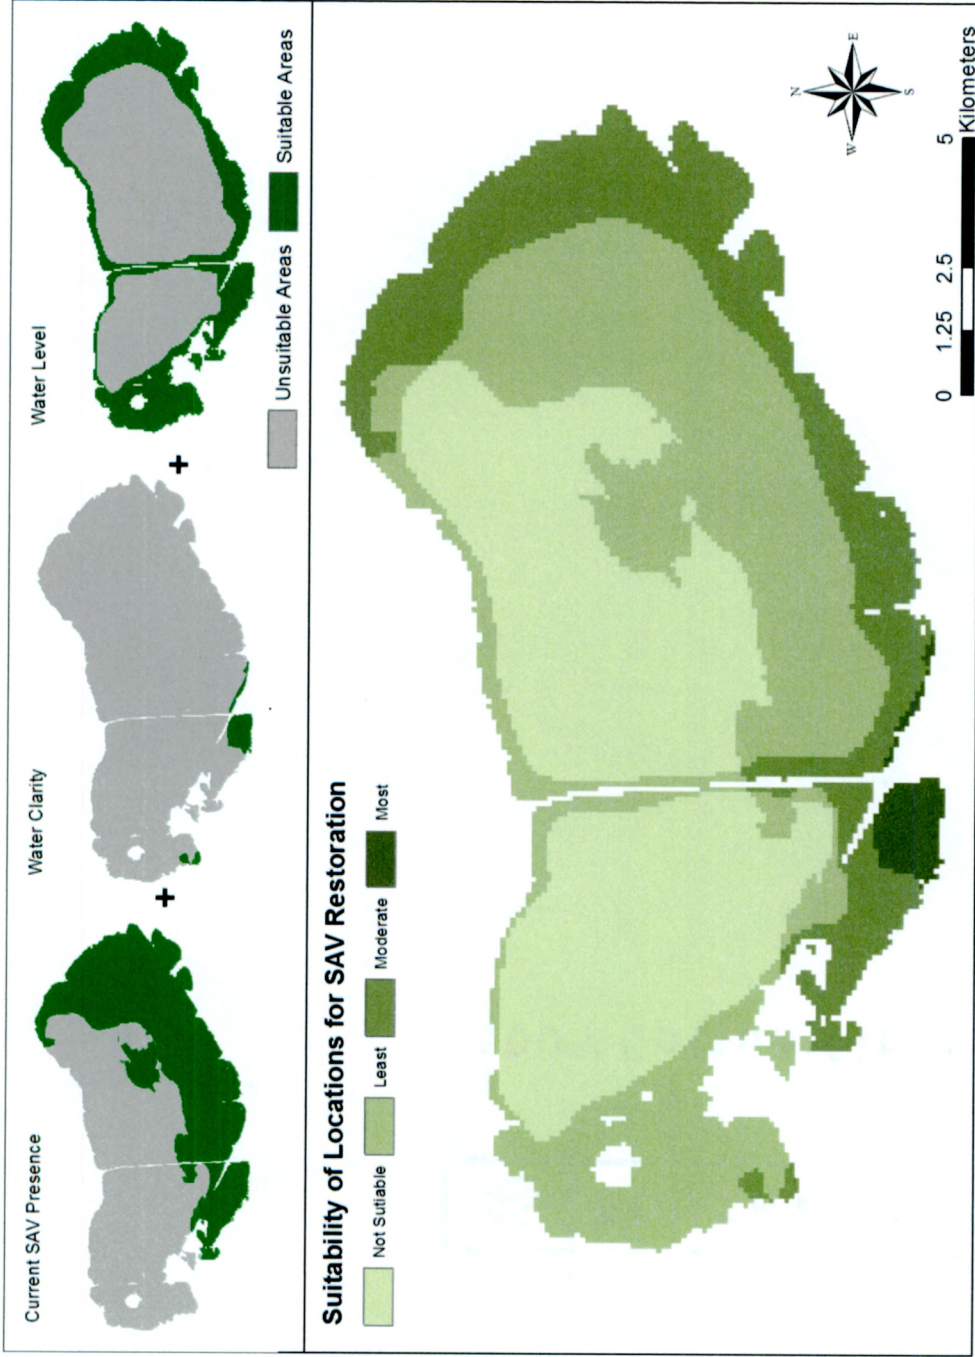 Current SAV Presence
+
Water Clarity
+
Water Level
Unsuitable Areas
Suitable Areas
Suitability of Locations for SAV Restoration
Not Sutiable
Least
Moderate
Most
N
W
E
S
0 1.25 2.5 5
Kilometers